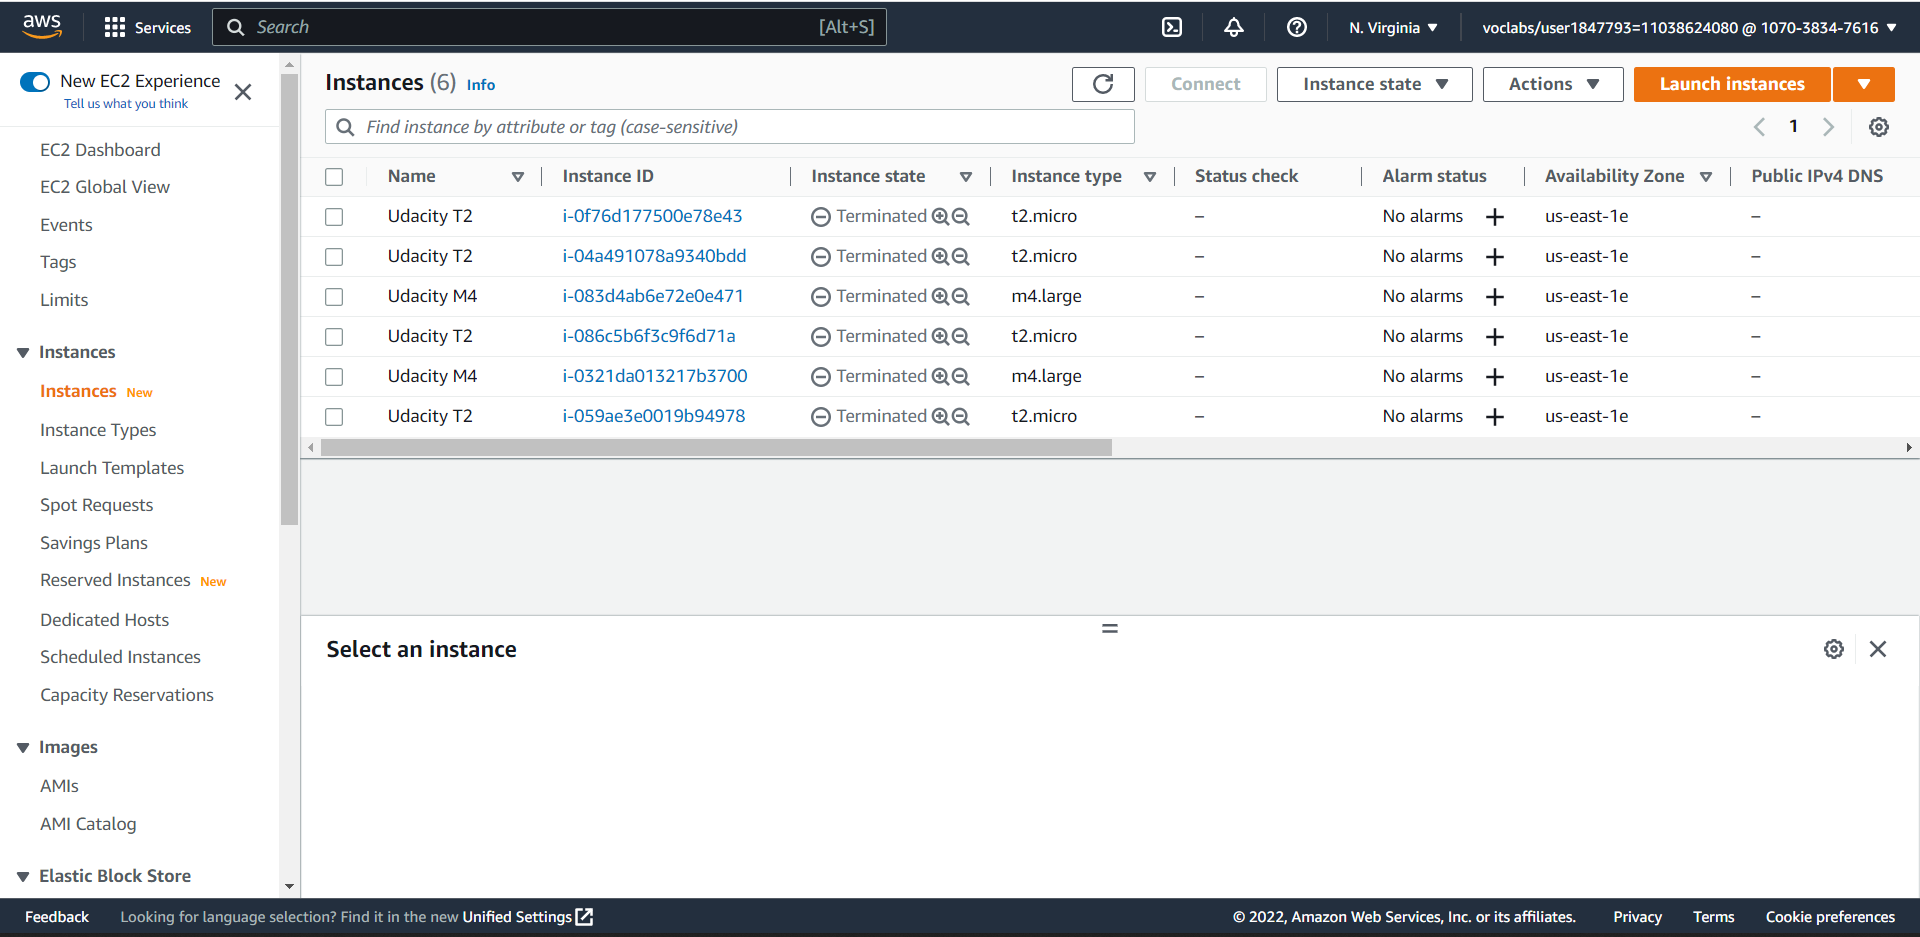 aws
Services
Search
[Alt+S]
N. Virginia
voclabs/user1847793=11038624080 @ 1070-3834-7616
New EC2 Experience
Tell us what you think
EC2 Dashboard
EC2 Global View
Events
Tags
Limits
Instances
Instances New
Instance Types
Launch Templates
Spot Requests
Savings Plans
Reserved Instances New
Dedicated Hosts
Scheduled Instances
Capacity Reservations
Images
AMIs
AMI Catalog
Elastic Block Store
Instances (6) Info
Connect
Instance state
Actions
Launch instances
Find instance by attribute or tag (case-sensitive)
1
Name Instance ID Instance state Instance type Status check Alarm status Availability Zone Public IPv4 DNS
Udacity T2 i-0f76d177500e78e43 Terminated t2.micro – No alarms + us-east-1e –
Udacity T2 i-04a491078a9340bdd Terminated t2.micro – No alarms + us-east-1e –
Udacity M4 i-083d4ab6e72e0e471 Terminated m4.large – No alarms + us-east-1e –
Udacity T2 i-086c5b6f3c9f6d71a Terminated t2.micro – No alarms + us-east-1e –
Udacity M4 i-0321da013217b3700 Terminated m4.large – No alarms + us-east-1e –
Udacity T2 i-059ae3e0019b94978 Terminated t2.micro – No alarms + us-east-1e –
Select an instance
Feedback
Looking for language selection? Find it in the new Unified Settings
© 2022, Amazon Web Services, Inc. or its affiliates.
Privacy
Terms
Cookie preferences